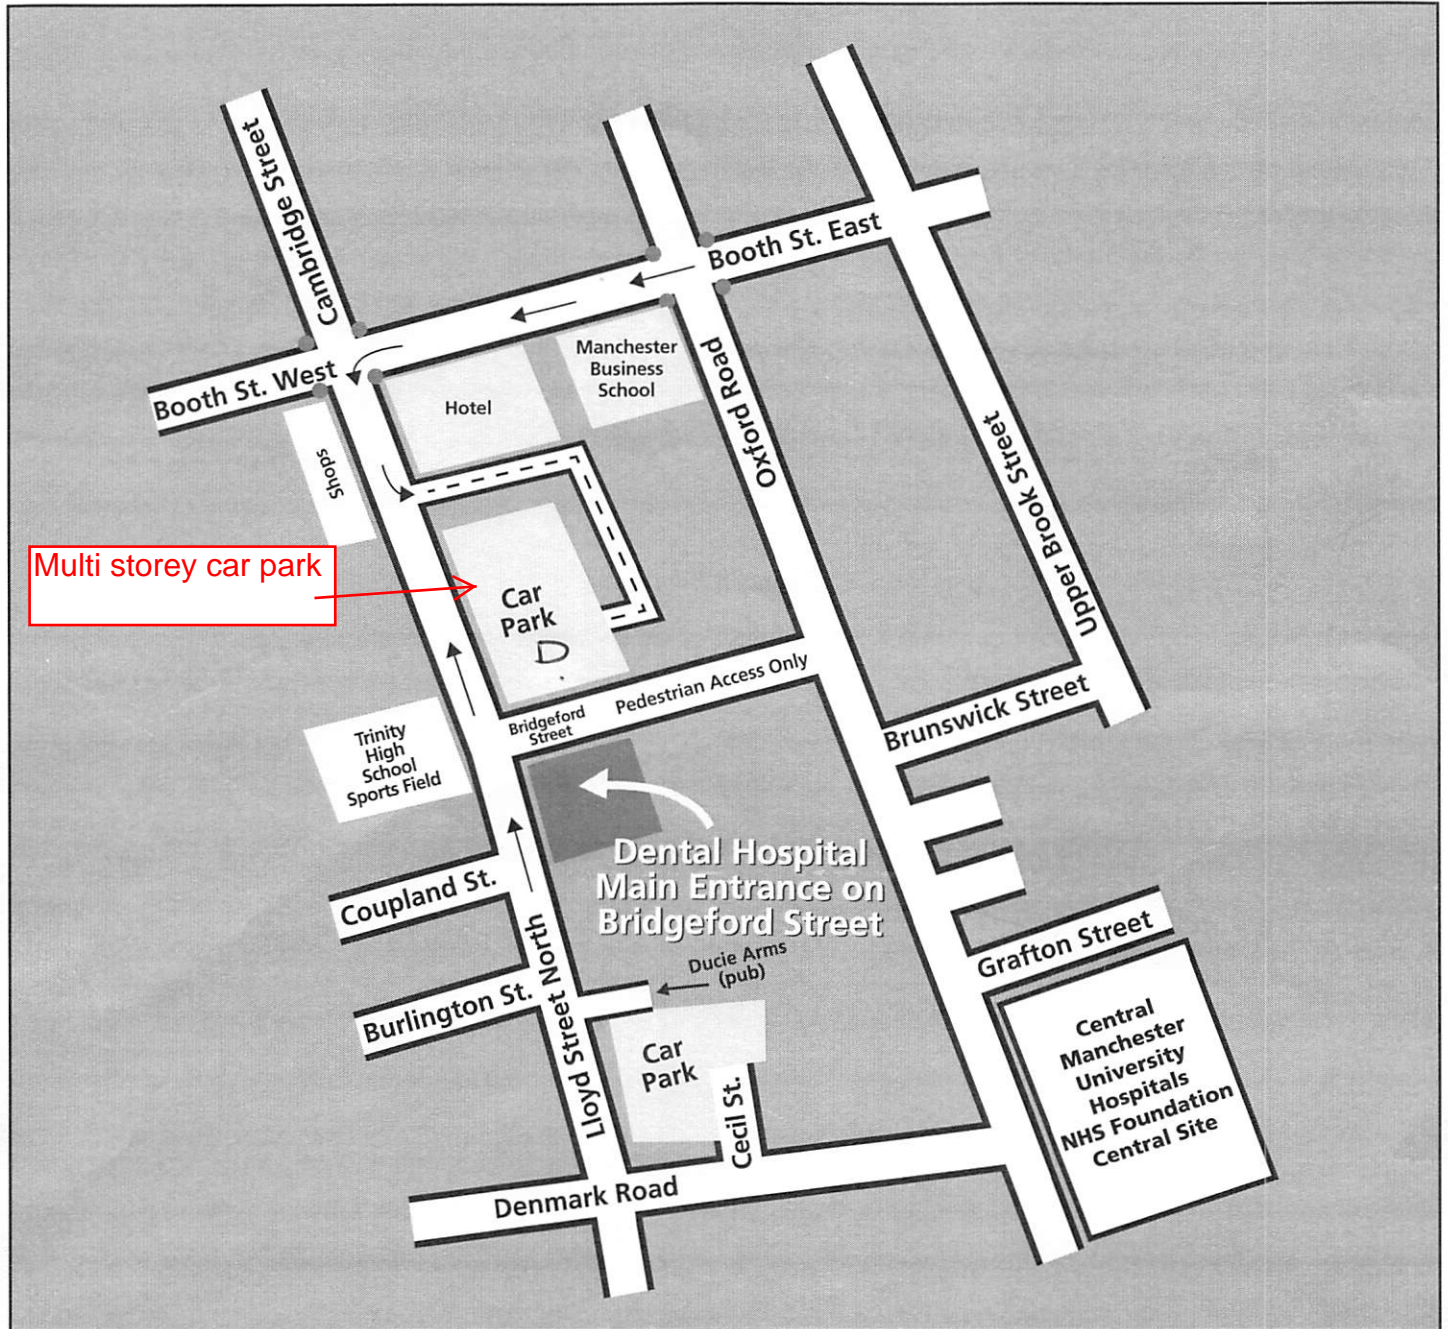 Cambridge Street
Booth St. East
Booth St. West
Manchester
Business
School
Hotel
Oxford Road
Shops
Upper Brook Street
Multi storey car park
Car
Park
D
Bridgeford
Street
Pedestrian Access Only
Brunswick Street
Trinity
High
School
Sports Field
Dental Hospital
Main Entrance on
Bridgeford Street
Coupland St.
Lloyd Street North
Ducie Arms
(pub)
Burlington St.
Grafton Street
Car
Park
Cecil St.
Central
Manchester
University
Hospitals
NHS Foundation
Central Site
Denmark Road